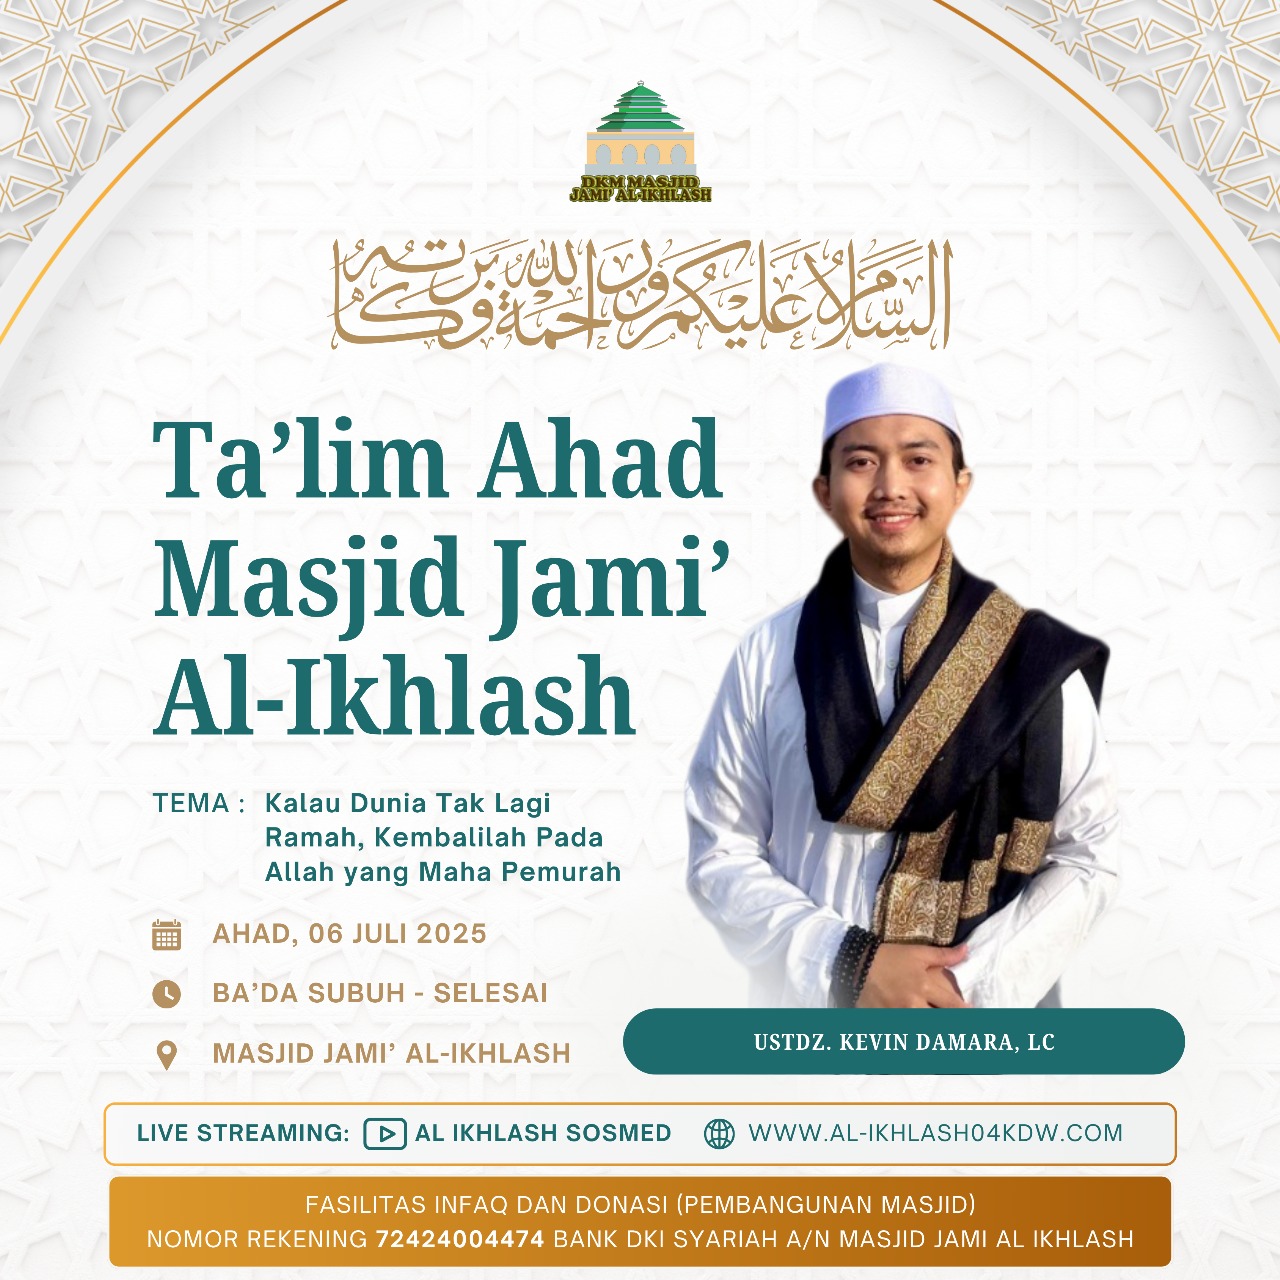 DKM MASJID
JAMI' AL-IKHLASH
السلام عليكم ورحمة الله وبركاته
Ta’lim Ahad
Masjid Jami’
Al-Ikhlash
TEMA : Kalau Dunia Tak Lagi
Ramah, Kembalilah Pada
Allah yang Maha Pemurah
AHAD, 06 JULI 2025
BA’DA SUBUH - SELESAI
MASJID JAMI’ AL-IKHLASH
USTDZ. KEVIN DAMARA, LC
LIVE STREAMING: AL IKHLASH SOSMED WWW.AL-IKHLASH04KDW.COM
FASILITAS INFAQ DAN DONASI (PEMBANGUNAN MASJID)
NOMOR REKENING 72424004474 BANK DKI SYARIAH A/N MASJID JAMI AL IKHLASH